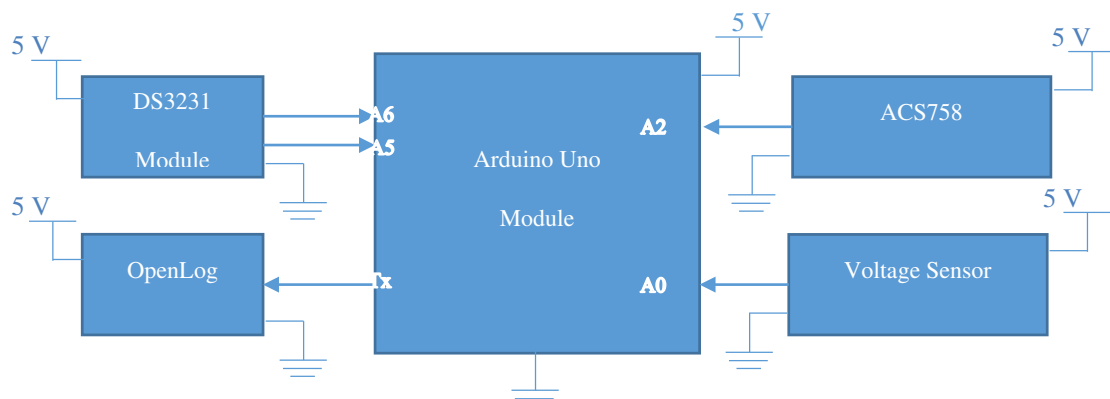 5 V
DS3231
Module
A6
A5
5 V
OpenLog
Tx
Arduino Uno
Module
5 V
A2
A0
5 V
ACS758
5 V
Voltage Sensor